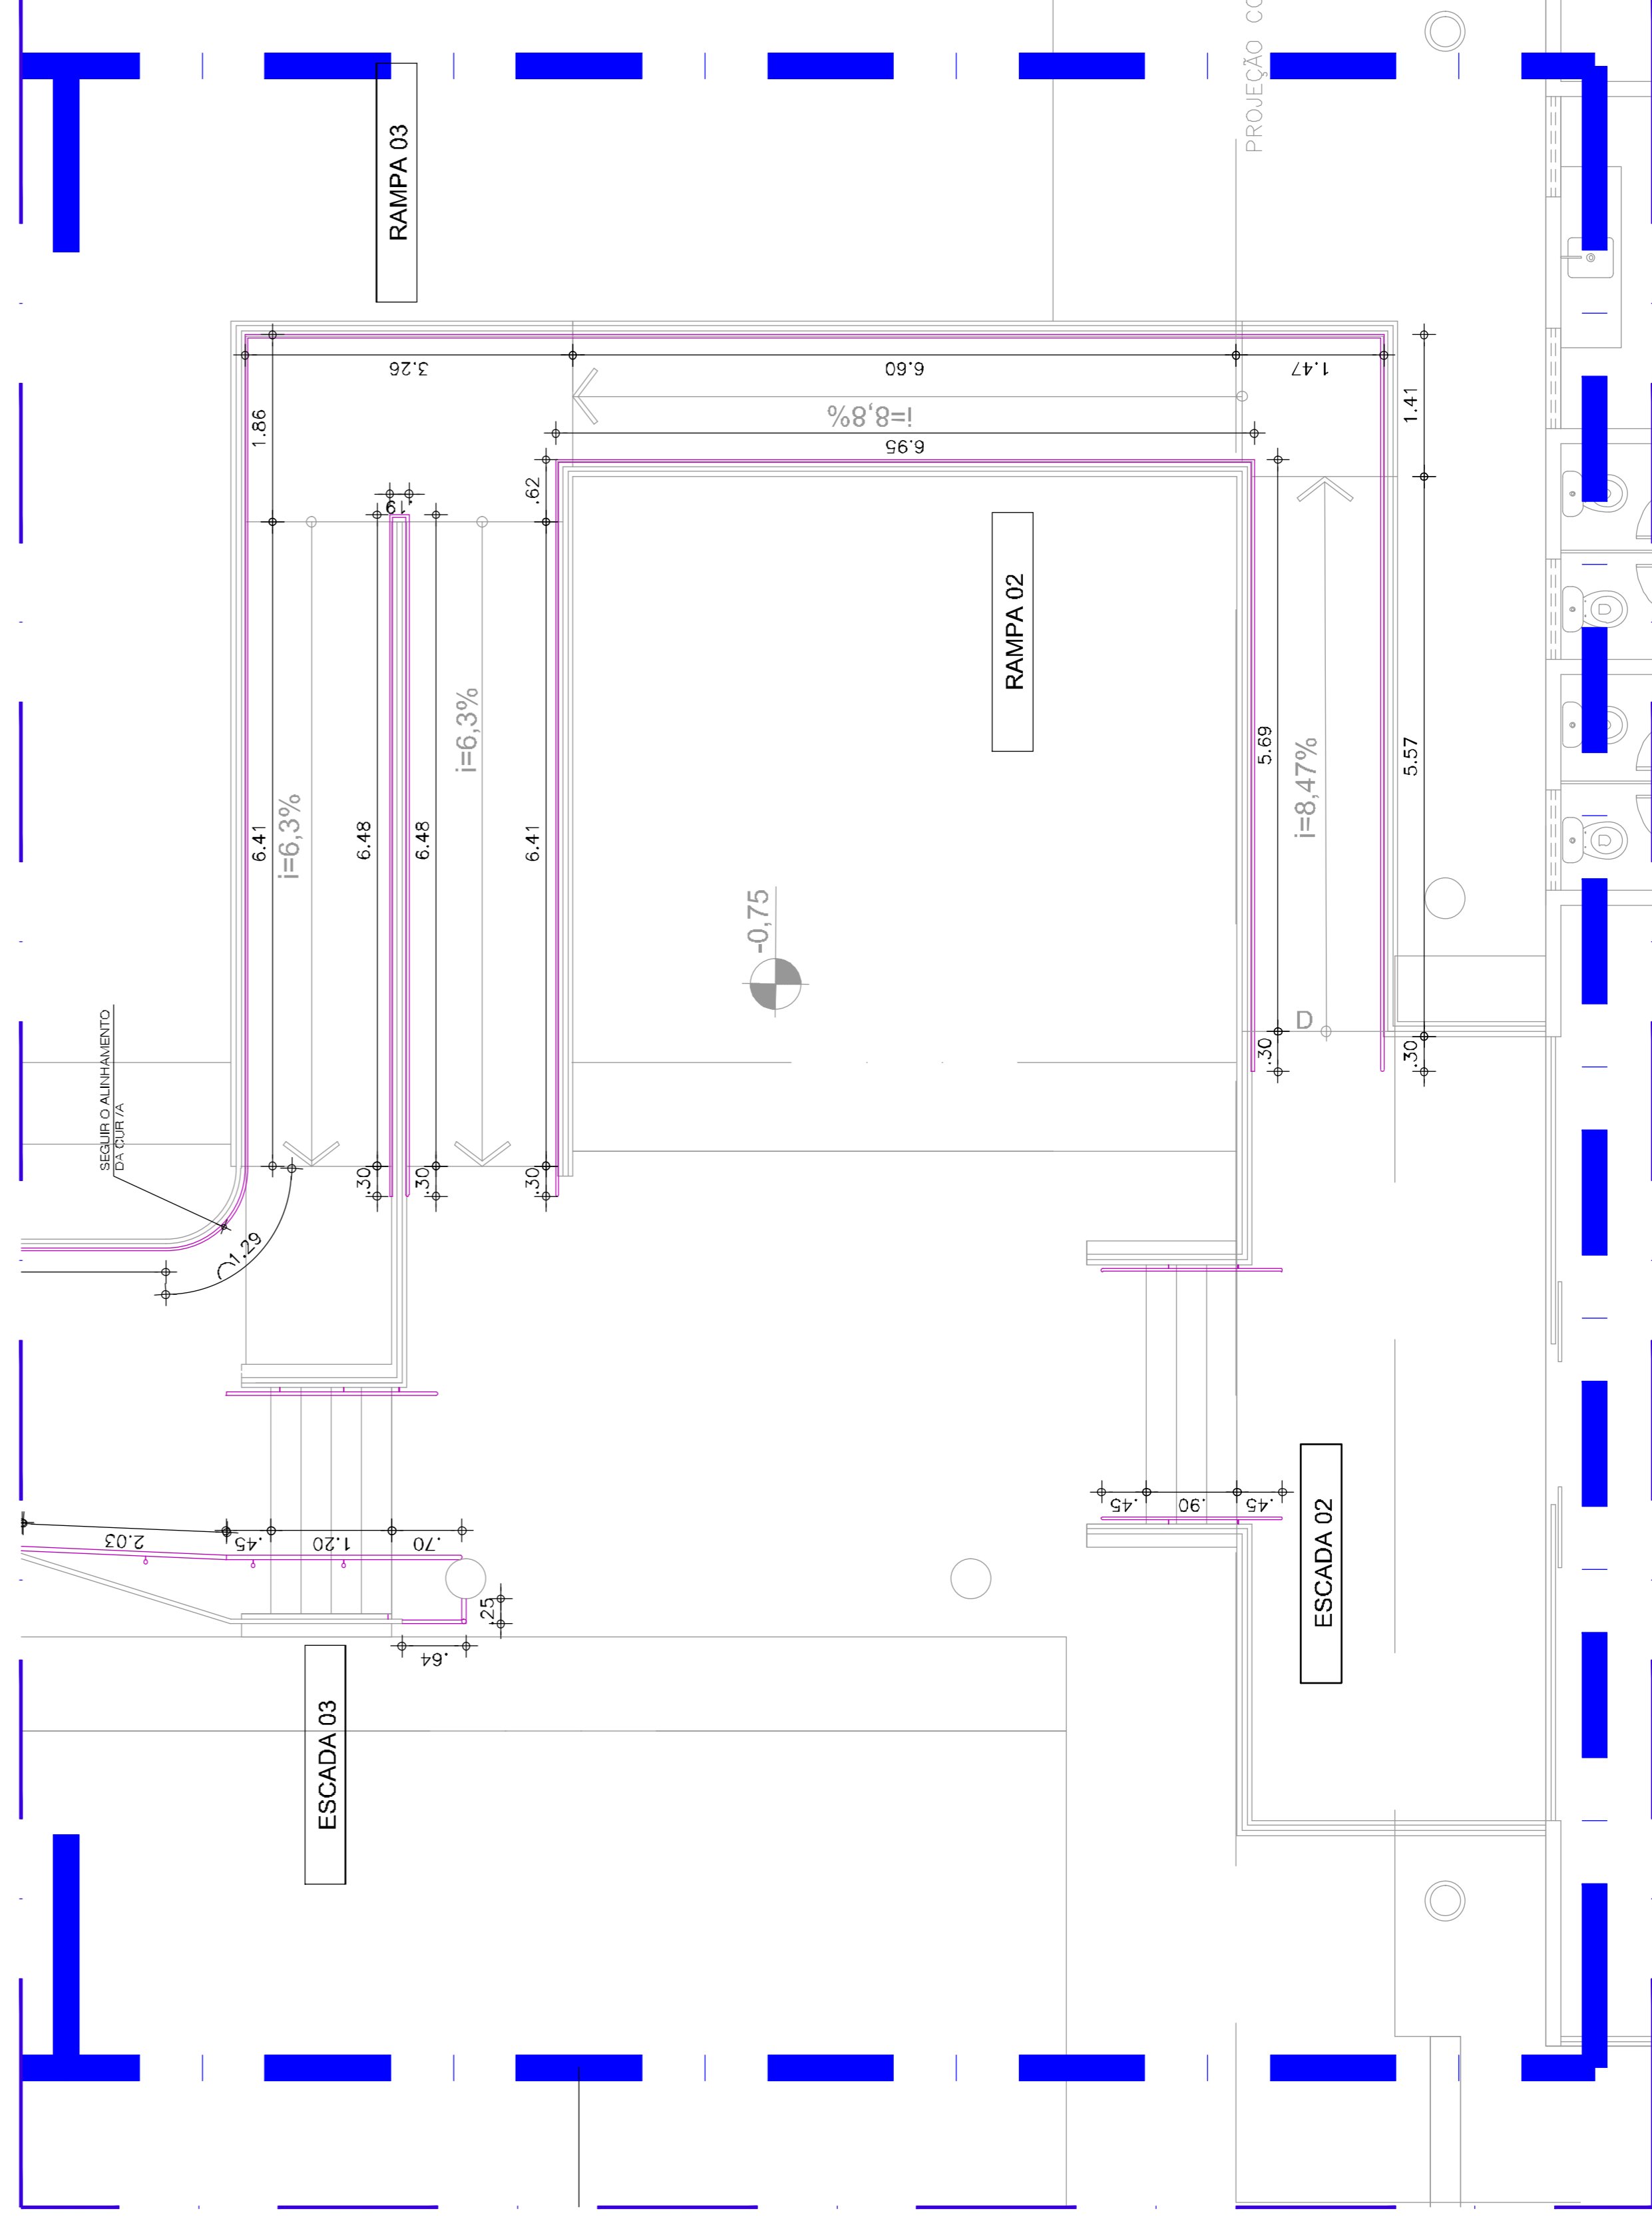 PROJEÇÃO CO
RAMPA 03
3.26
6.60
1.47
1.86
i=8,8%
1.41
6.95
.62
.19
RAMPA 02
i=6,3%
5.69
5.57
6.41
i=6,3%
6.48
6.48
6.41
i=8,47%
-0,75
D
SEGUIR O ALINHAMENTO
.30
.30
.30
.30
.30
1.29
.45
.90
.45
2.03
.45
1.20
.70
ESCADA 02
.25
.64
ESCADA 03